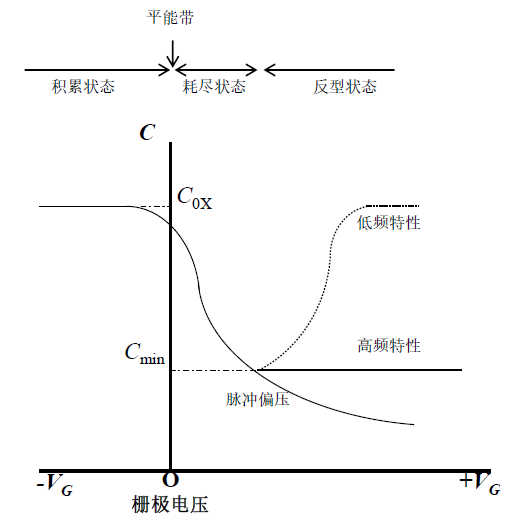 平能带
积累状态 耗尽状态 反型状态
C
C0X
低频特性
高频特性
Cmin
脉冲偏压
-VG O +VG
栅极电压